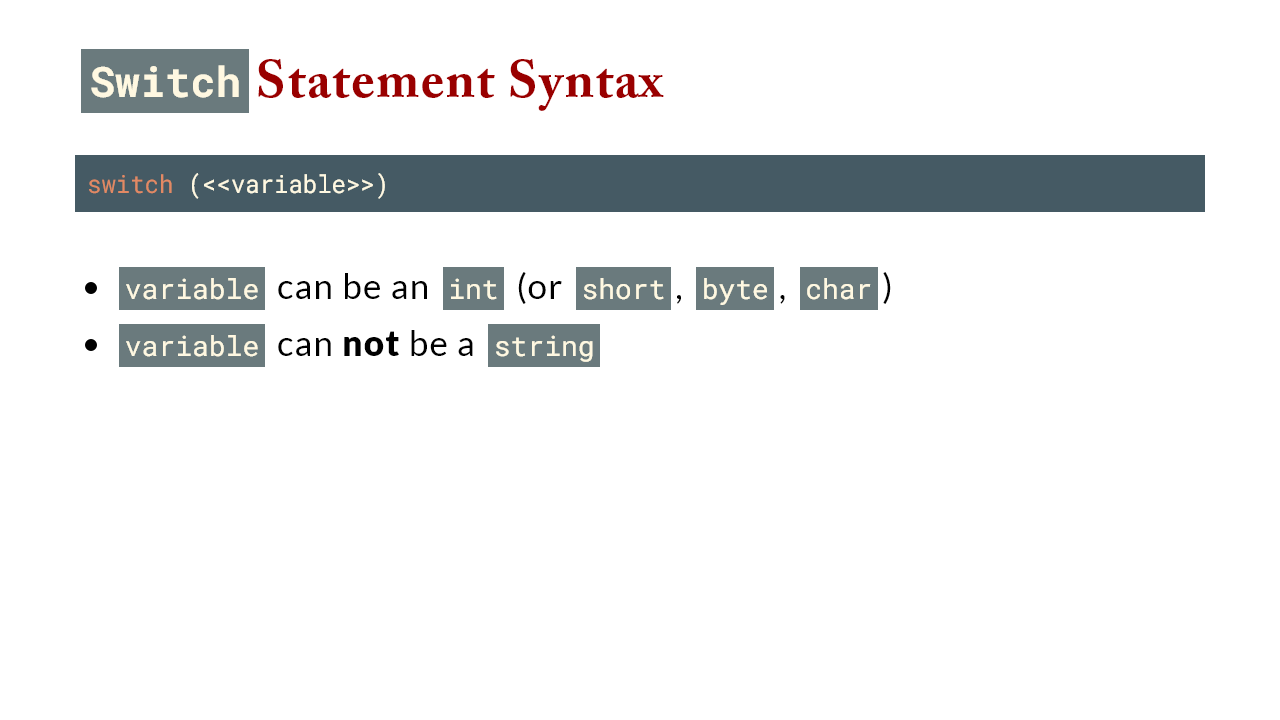 Switch Statement Syntax
switch (<<variable>>)
• variable can be an int (or short, byte, char)
• variable can not be a string